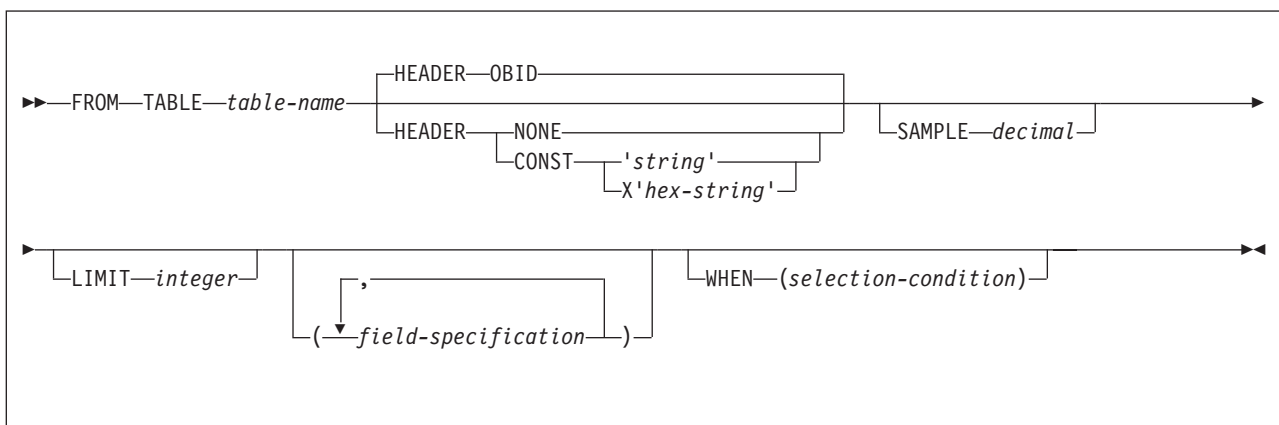 HEADER OBID
FROM TABLE table-name
HEADER NONE SAMPLE decimal
CONST 'string'
X'hex-string'
LIMIT integer , WHEN (selection-condition)
( field-specification )